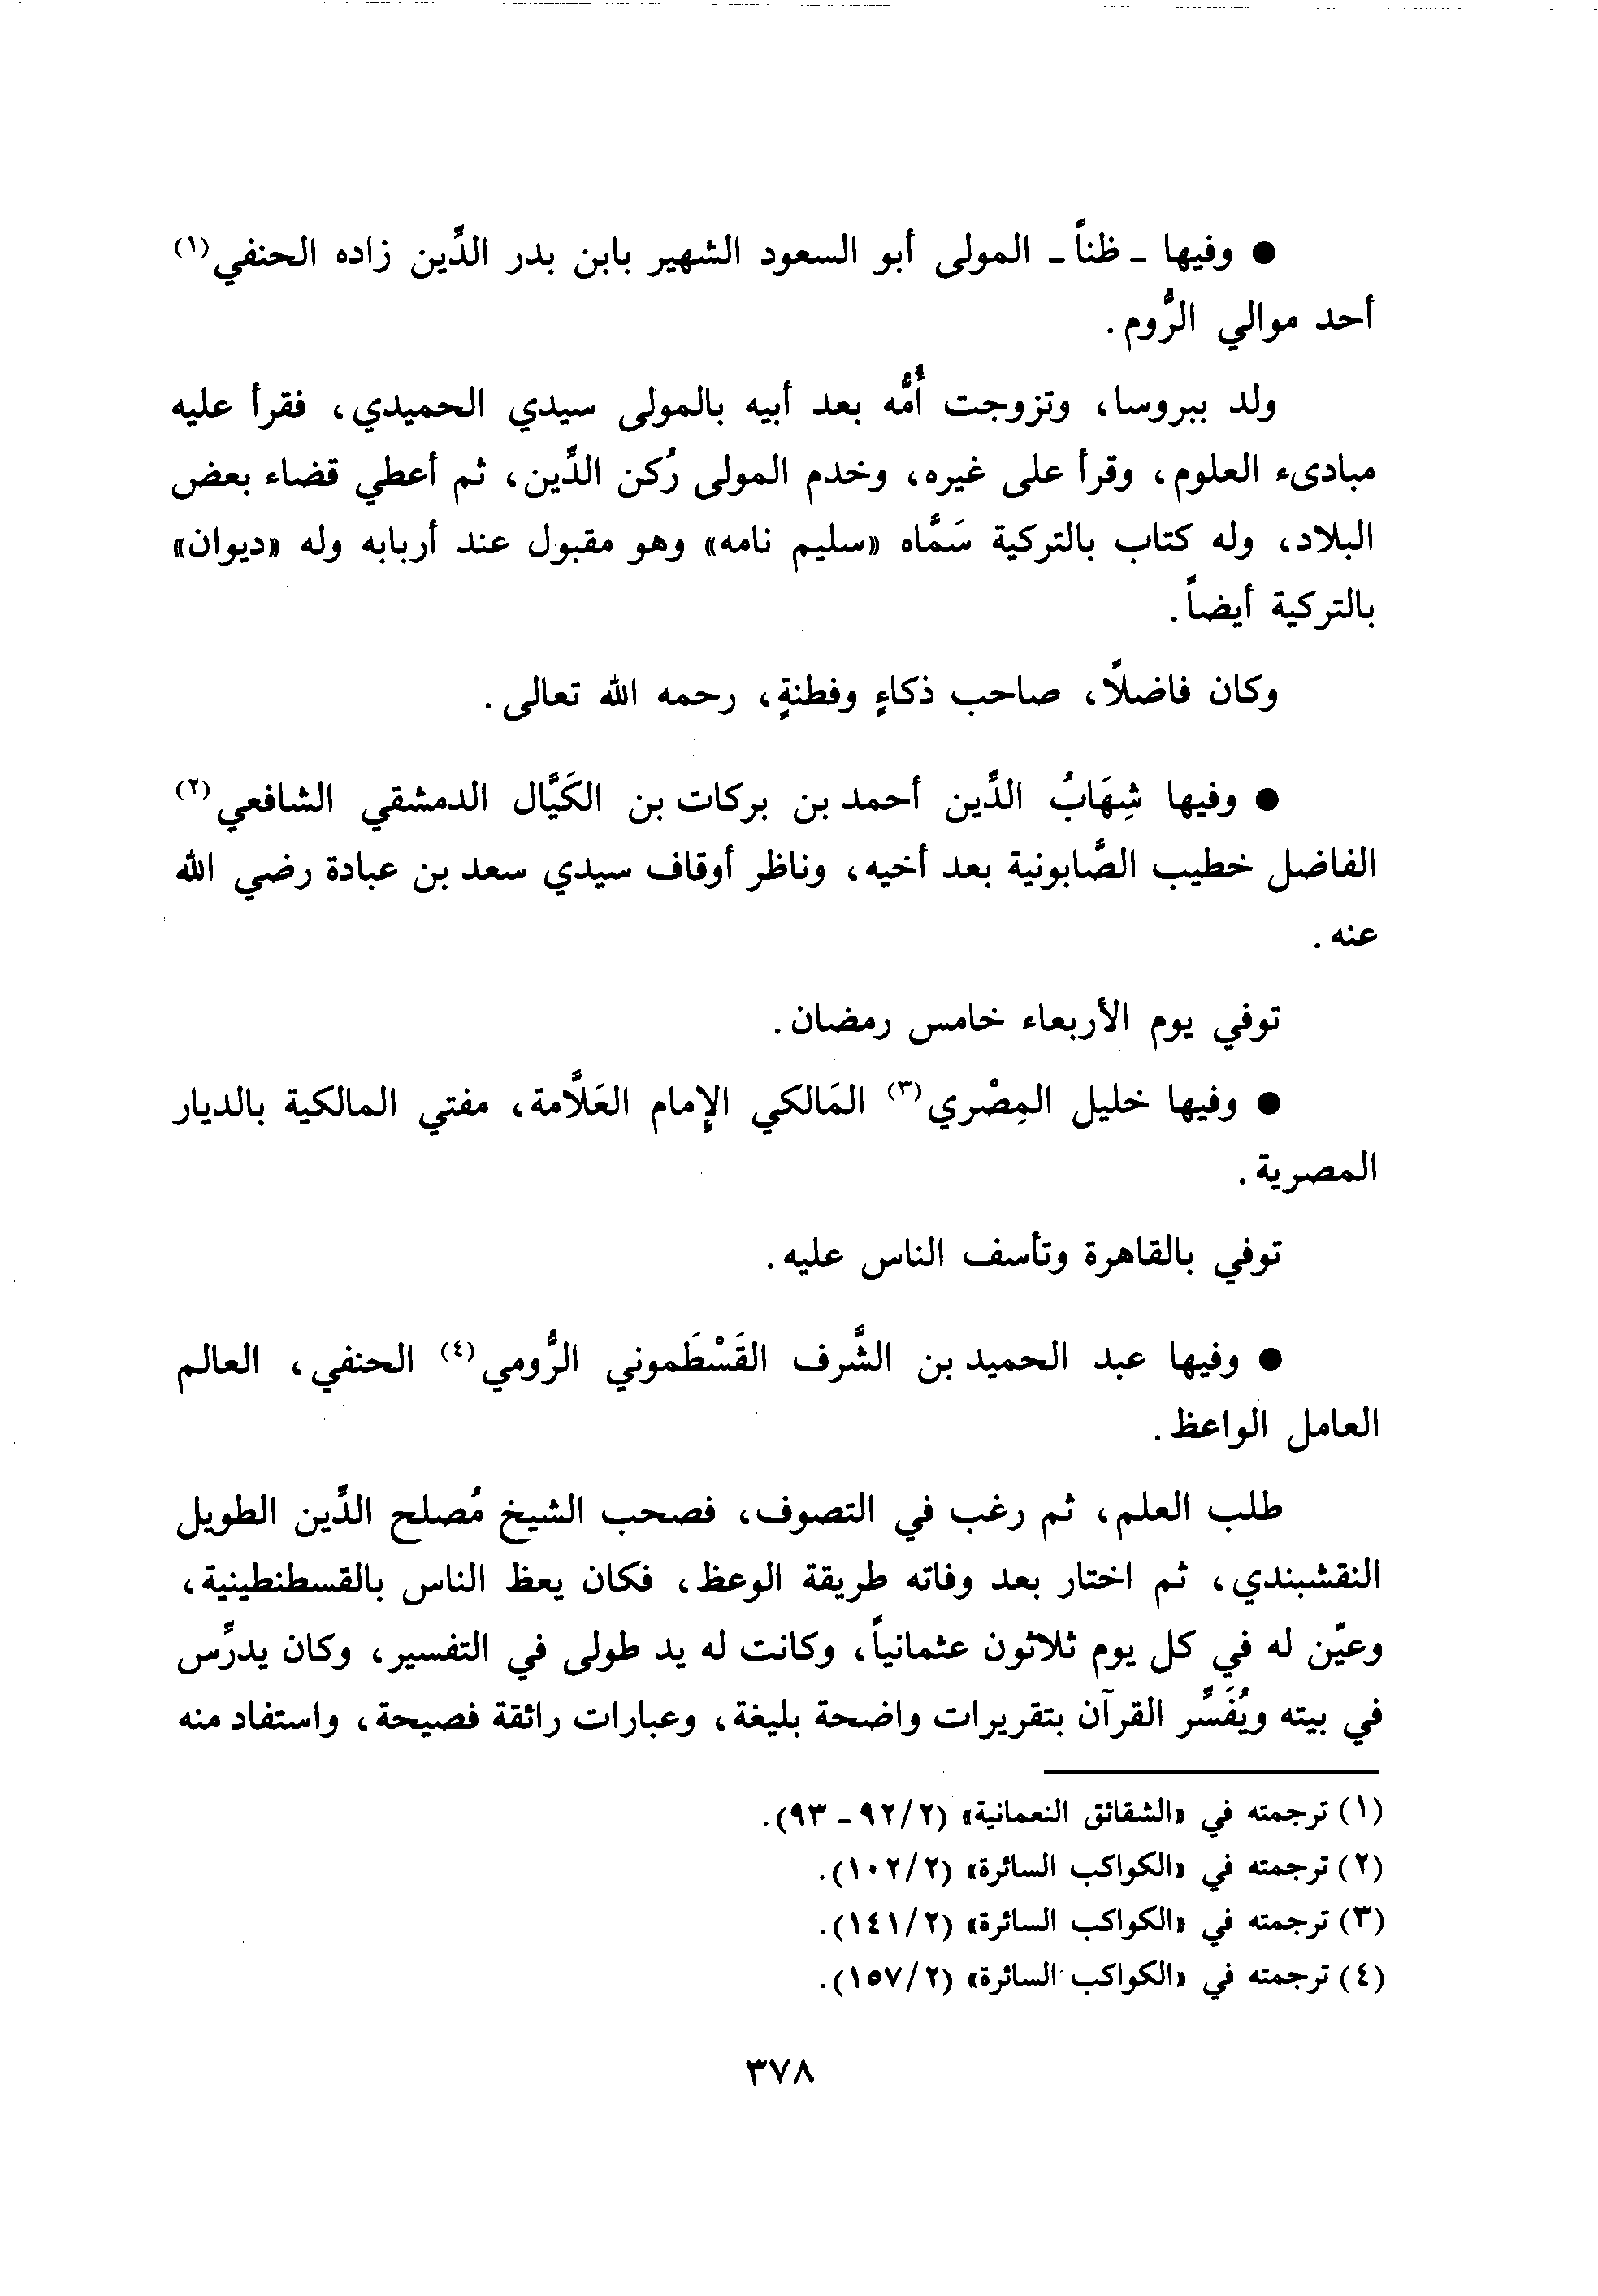 ● وفيها ـ ظناً ـ المولى أبو السعود الشهير بابن بدر الدِّين زاده الحنفي(١)
أحد موالي الرُّوم.
ولد ببروسا، وتزوجت أُمُّه بعد أبيه بالمولى سيدي الحميدي، فقرأ عليه
مبادىء العلوم، وقرأ على غيره، وخدم المولى رُكن الدِّين، ثم أعطي قضاء بعض
البلاد، وله كتاب بالتركية سَمَّاه «سليم نامه» وهو مقبول عند أربابه وله «ديوان»
بالتركية أيضاً.
وكان فاضلاً، صاحب ذكاءٍ وفطنةٍ، رحمه الله تعالى.
● وفيها شِهَابُ الدِّين أحمد بن بركات بن الكَيَّال الدمشقي الشافعي(٢)
الفاضل خطيب الصَّابونية بعد أخيه، وناظر أوقاف سيدي سعد بن عبادة رضي الله
عنه.
توفي يوم الأربعاء خامس رمضان.
● وفيها خليل المِصْري(٣) المَالكي الإِمام العَلَّامة، مفتي المالكية بالديار
المصرية.
توفي بالقاهرة وتأسف الناس عليه.
● وفيها عبد الحميد بن الشَّرف القَسْطَموني الرُّومي(٤) الحنفي، العالم
العامل الواعظ.
طلب العلم، ثم رغب في التصوف، فصحب الشيخ مُصلح الدِّين الطويل
النقشبندي، ثم اختار بعد وفاته طريقة الوعظ، فكان يعظ الناس بالقسطنطينية،
وعيّن له في كل يوم ثلاثون عثمانياً، وكانت له يد طولى في التفسير، وكان يدرِّس
في بيته ويُفَسِّر القرآن بتقريرات واضحة بليغة، وعبارات رائقة فصيحة، واستفاد منه
(١) ترجمته في «الشقائق النعمانية» (٩٢/٢ ـ ٩٣).
(٢) ترجمته في «الكواكب السائرة» (١٠٢/٢).
(٣) ترجمته في «الكواكب السائرة» (١٤١/٢).
(٤) ترجمته في «الكواكب السائرة» (١٥٧/٢).
٣٧٨